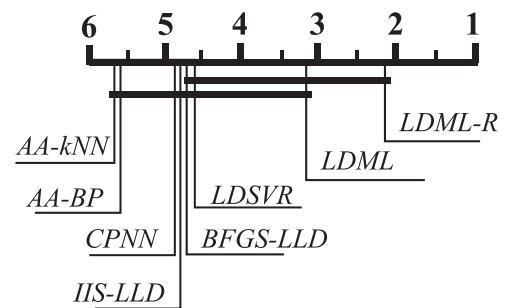 6 5 4 3 2 1
LDML-R
AA-kNN
LDML
AA-BP
LDSVR
CPNN
BFGS-LLD
IIS-LLD